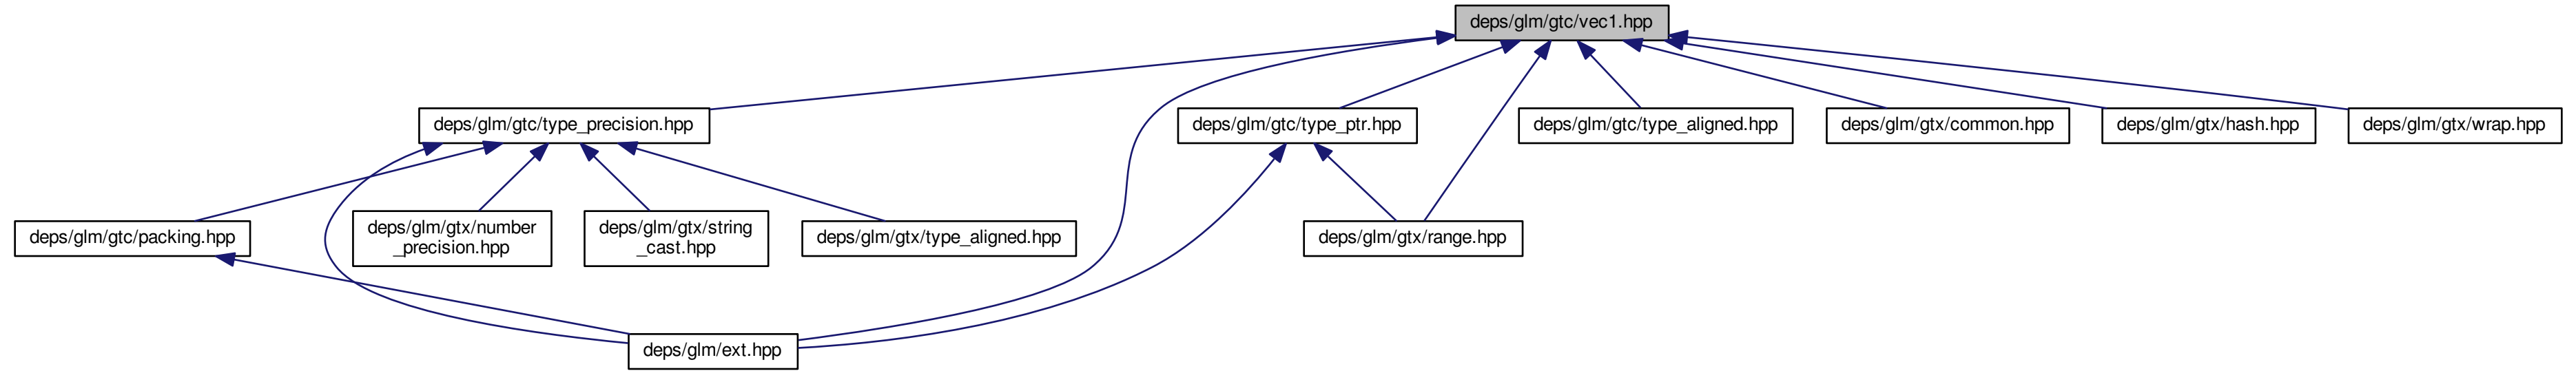 deps/glm/gtc/vec1.hpp
deps/glm/gtc/type_precision.hpp
deps/glm/gtc/type_ptr.hpp
deps/glm/gtc/type_aligned.hpp
deps/glm/gtx/common.hpp
deps/glm/gtx/hash.hpp
deps/glm/gtx/wrap.hpp
deps/glm/gtc/packing.hpp
deps/glm/gtx/number
_precision.hpp
deps/glm/gtx/string
_cast.hpp
deps/glm/gtx/type_aligned.hpp
deps/glm/gtx/range.hpp
deps/glm/ext.hpp